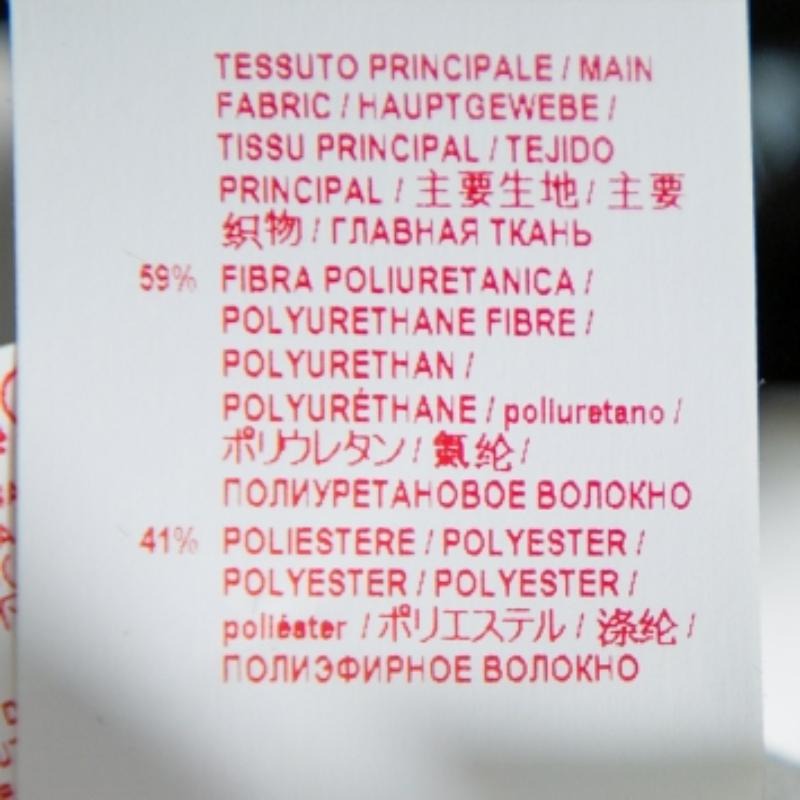 TESSUTO PRINCIPALE / MAIN
FABRIC / HAUPTGEWEBE /
TISSU PRINCIPAL / TEJIDO
PRINCIPAL / 主要生地 / 主要
织物 / ГЛАВНАЯ ТКАНЬ
59% FIBRA POLIURETANICA /
POLYURETHANE FIBRE /
POLYURETHAN /
POLYURÉTHANE / poliuretano /
ポリウレタン / 氨纶 /
ПОЛИУРЕТАНОВОЕ ВОЛОКНО
41% POLIESTERE / POLYESTER /
POLYESTER / POLYESTER /
poliéster / ポリエステル / 涤纶 /
ПОЛИЭФИРНОЕ ВОЛОКНО